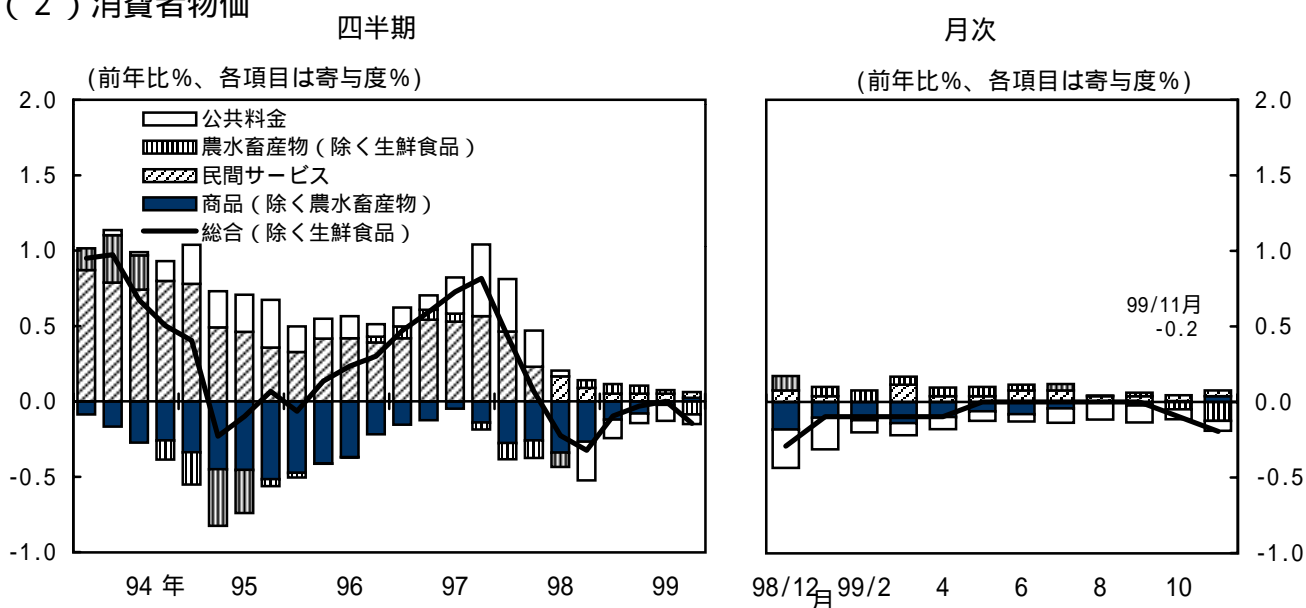 (２)消費者物価
四半期
(前年比%、各項目は寄与度%)
2.0
1.5
1.0
0.5
0.0
-0.5
-1.0
公共料金
農水畜産物（除く生鮮食品）
民間サービス
商品（除く農水畜産物）
総合（除く生鮮食品）
94 年 95 96 97 98 99
月次
(前年比%、各項目は寄与度%)
99/11月
-0.2
2.0
1.5
1.0
0.5
0.0
-0.5
-1.0
98/12月 99/2 4 6 8 10